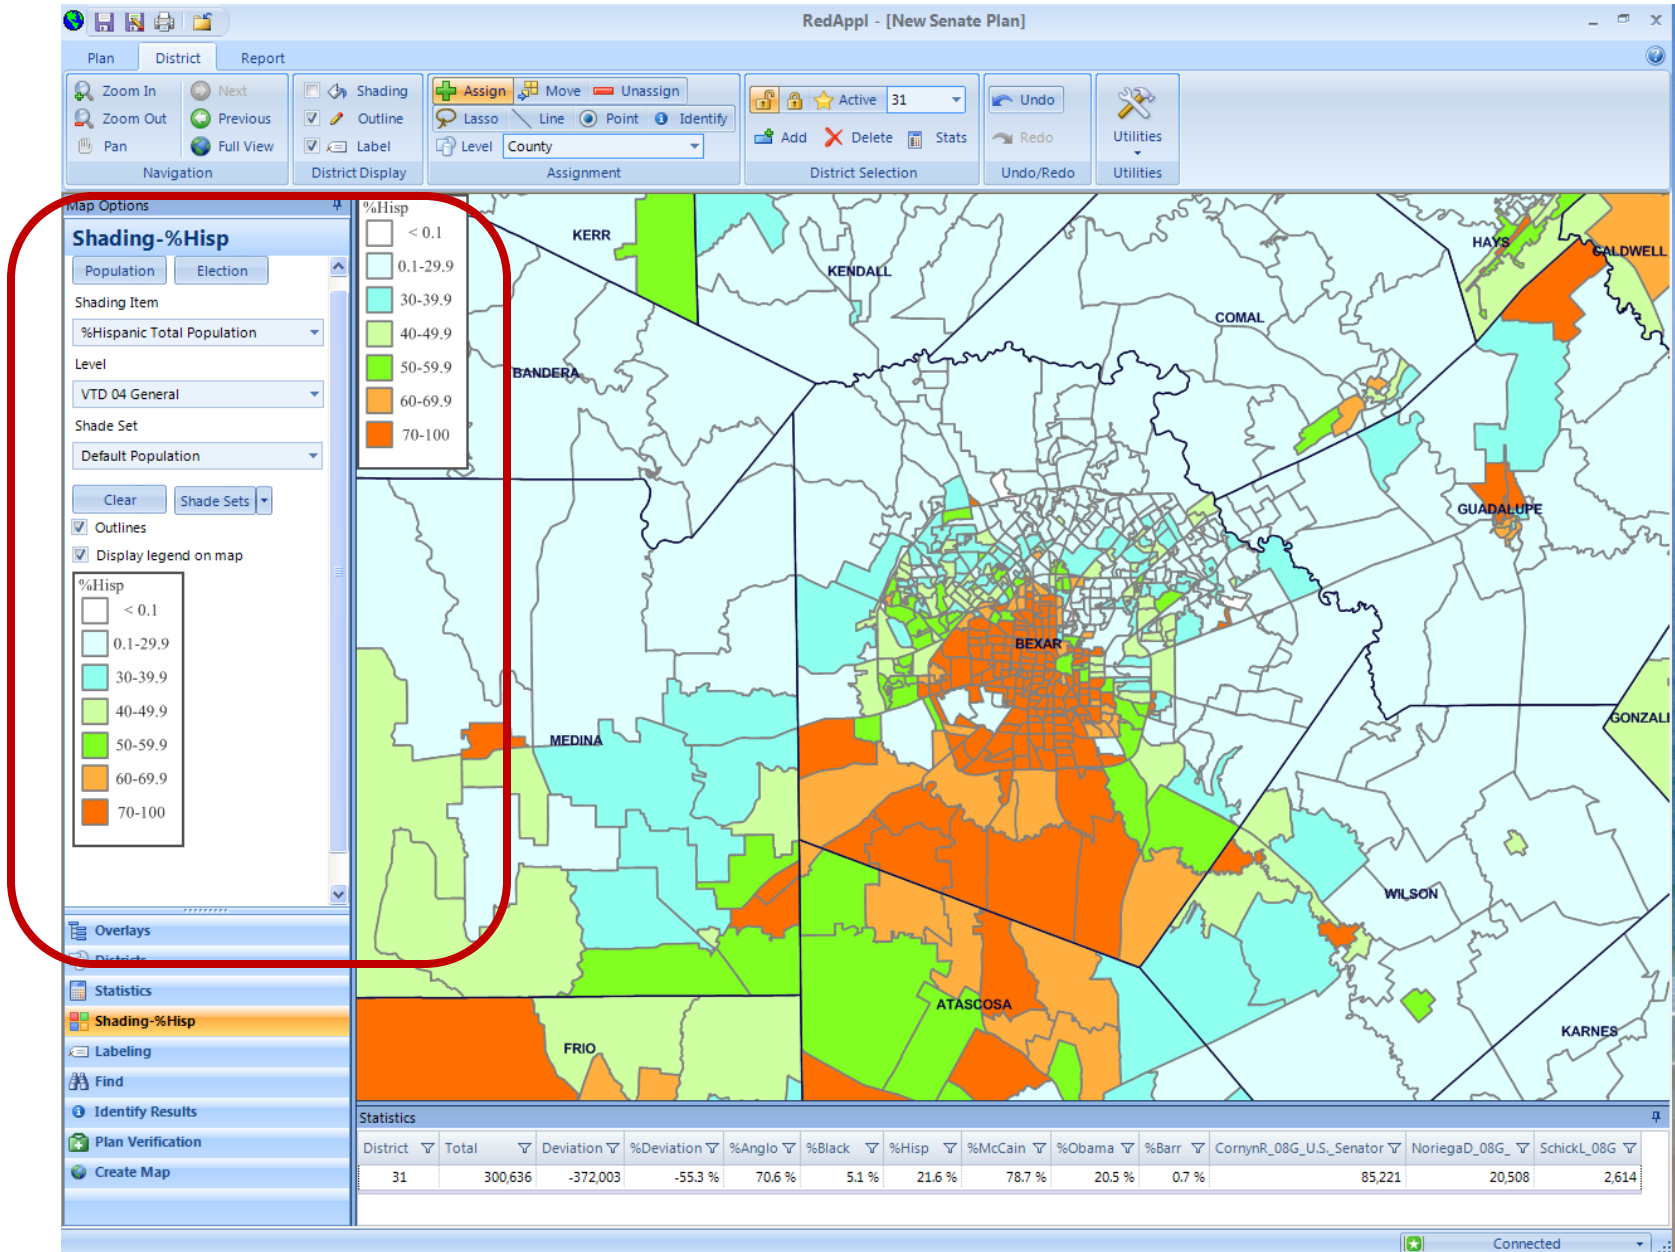 RedAppl - [New Senate Plan]
Plan District Report
Zoom In Next
Zoom Out Previous
Pan Full View
Navigation
Shading
Outline
Label
District Display
Assign Move Unassign
Lasso Line Point Identify
Level County
Assignment
Active 31
Add Delete Stats
District Selection
Undo
Redo
Undo/Redo
Utilities
Utilities
Map Options
Shading-%Hisp
Population Election
Shading Item
%Hispanic Total Population
Level
VTD 04 General
Shade Set
Default Population
Clear Shade Sets
Outlines
Display legend on map
%Hisp
< 0.1
0.1-29.9
30-39.9
40-49.9
50-59.9
60-69.9
70-100
Overlays
Districts
Statistics
Shading-%Hisp
Labeling
Find
Identify Results
Plan Verification
Create Map
%Hisp
< 0.1
0.1-29.9
30-39.9
40-49.9
50-59.9
60-69.9
70-100
KERR
KENDALL
HAYS
CALDWELL
COMAL
BANDERA
GUADALUPE
BEXAR
GONZALI
MEDINA
WILSON
ATASCOSA
KARNES
FRIO
Statistics
District Total Deviation %Deviation %Anglo %Black %Hisp %McCain %Obama %Barr CornynR_08G_U.S._Senator NoriegaD_08G_ SchickL_08G
31 300,636 -372,003 -55.3 % 70.6 % 5.1 % 21.6 % 78.7 % 20.5 % 0.7 % 85,221 20,508 2,614
Connected